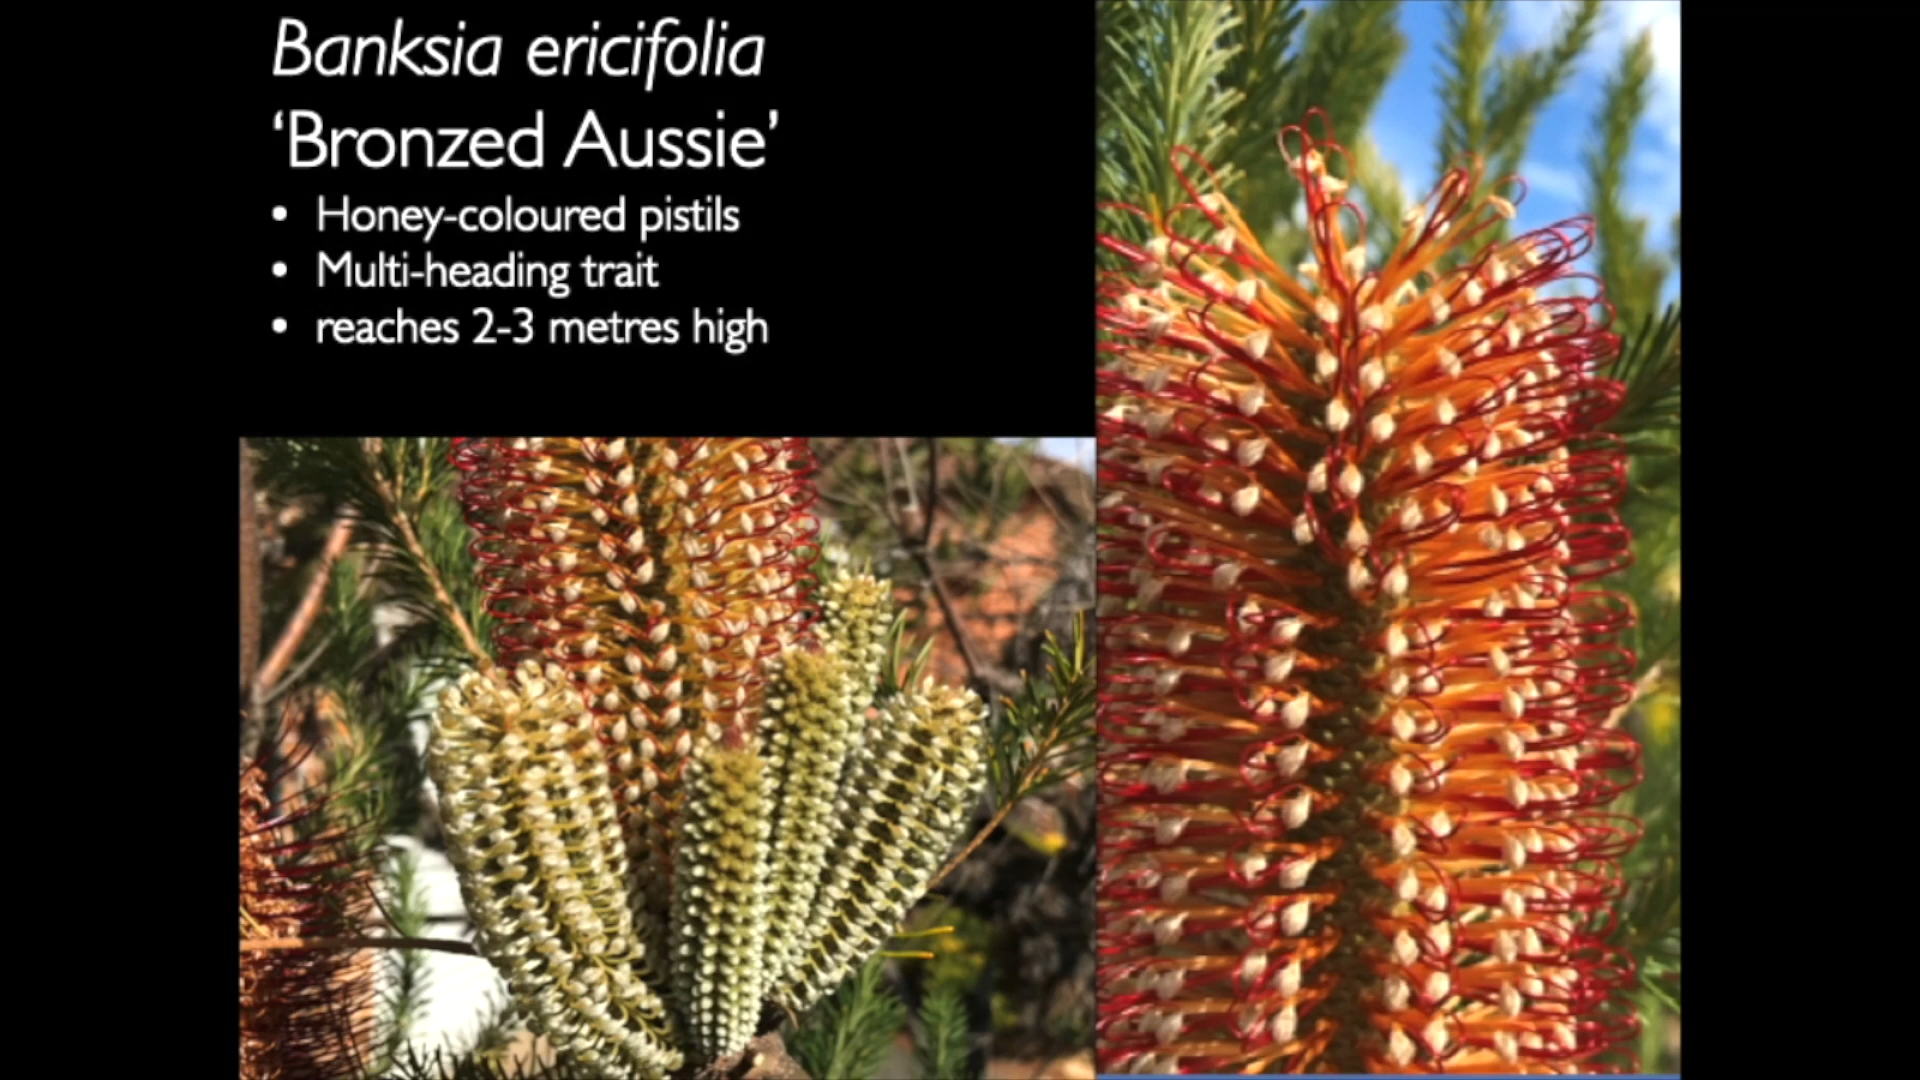 Banksia ericifolia
‘Bronzed Aussie’
• Honey-coloured pistils
• Multi-heading trait
• reaches 2-3 metres high